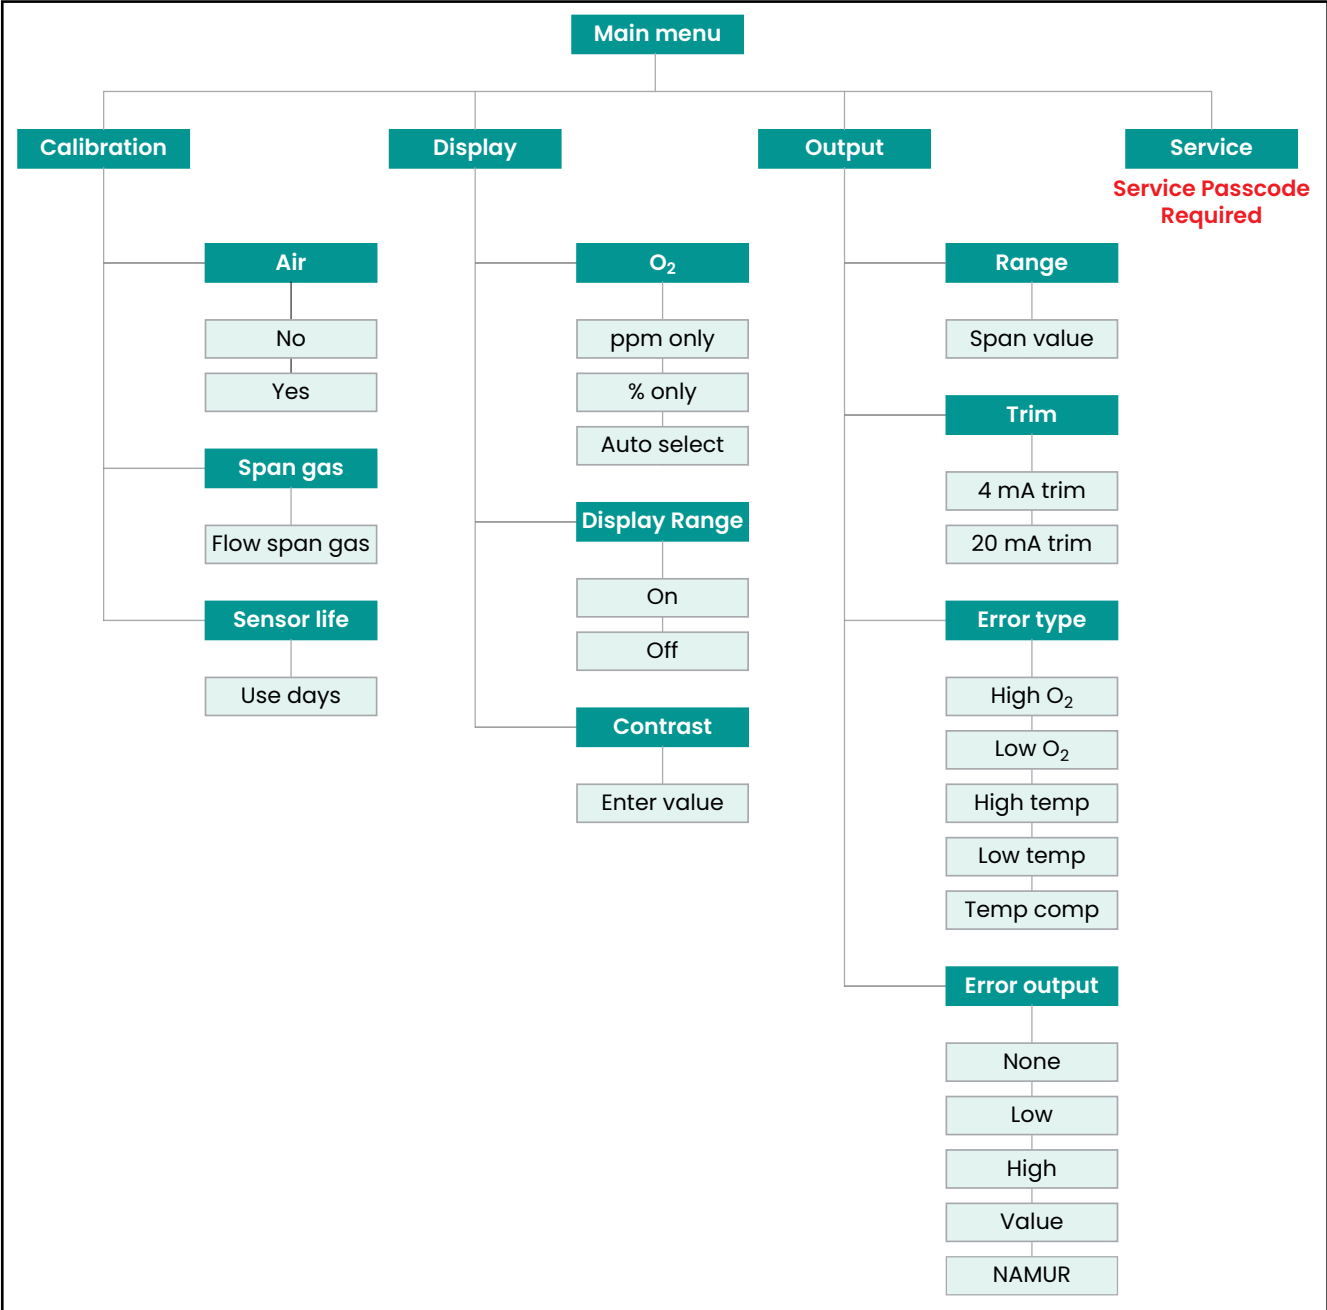 Main menu
Calibration
Display
Output
Service
Service Passcode
Required
Air
No
Yes
Span gas
Flow span gas
Sensor life
Use days
O₂
ppm only
% only
Auto select
Display Range
On
Off
Contrast
Enter value
Range
Span value
Trim
4 mA trim
20 mA trim
Error type
High O₂
Low O₂
High temp
Low temp
Temp comp
Error output
None
Low
High
Value
NAMUR